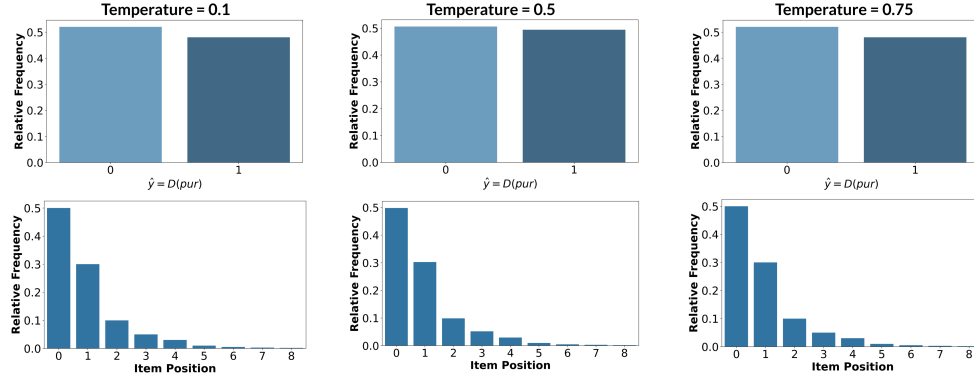 Temperature = 0.1
Relative Frequency
0.5
0.4
0.3
0.2
0.1
0.0
0 1
ŷ = D(pur)
Temperature = 0.5
Relative Frequency
0.5
0.4
0.3
0.2
0.1
0.0
0 1
ŷ = D(pur)
Temperature = 0.75
Relative Frequency
0.5
0.4
0.3
0.2
0.1
0.0
0 1
ŷ = D(pur)
Relative Frequency
0.5
0.4
0.3
0.2
0.1
0.0
0 1 2 3 4 5 6 7 8
Item Position
Relative Frequency
0.5
0.4
0.3
0.2
0.1
0.0
0 1 2 3 4 5 6 7 8
Item Position
Relative Frequency
0.5
0.4
0.3
0.2
0.1
0.0
0 1 2 3 4 5 6 7 8
Item Position